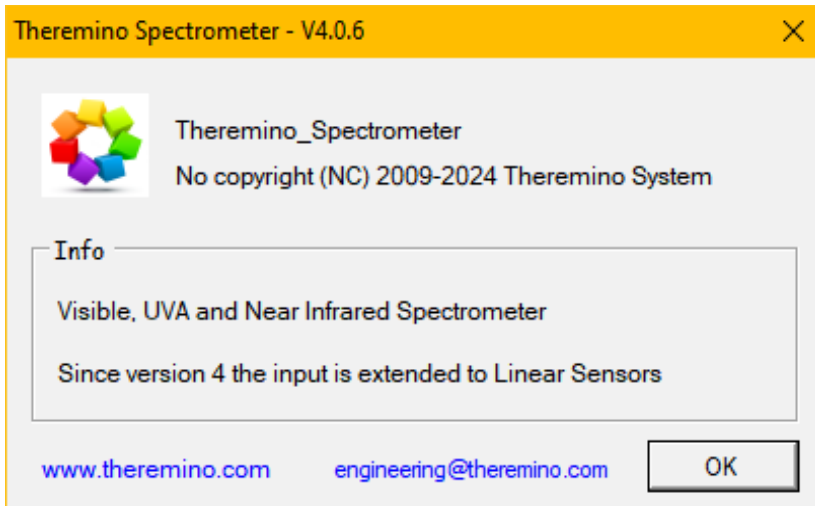 Theremino Spectrometer - V4.0.6
Theremino_Spectrometer
No copyright (NC) 2009-2024 Theremino System
Info
Visible, UVA and Near Infrared Spectrometer
Since version 4 the input is extended to Linear Sensors
www.theremino.com engineering@theremino.com OK